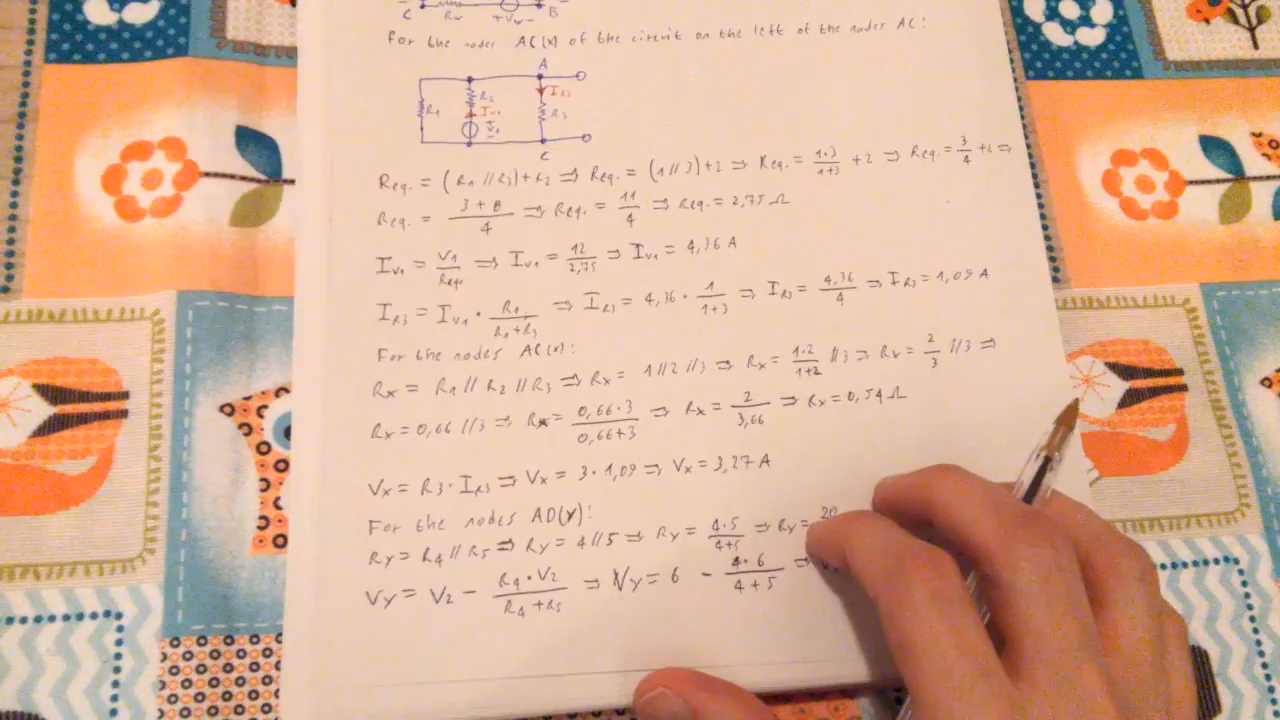 C Rw + Vw - B
For the nodes AC(x) of the circuit on the left of the nodes AC:
A
R2 IR3
R1 IV1 R3
+ V1 -
C
Req. = (R1 // R3) + R2 ⇒ Req. = (1 // 3) + 2 ⇒ Req. = 1·3/1+3 + 2 ⇒ Req. = 3/4 + 2 ⇒
Req. = 3+8/4 ⇒ Req. = 11/4 ⇒ Req. = 2,75 Ω
IV1 = V1/Req. ⇒ IV1 = 12/2,75 ⇒ IV1 = 4,36 A
IR3 = IV1 · R1/R1+R3 ⇒ IR3 = 4,36 · 1/1+3 ⇒ IR3 = 4,36/4 ⇒ IR3 = 1,09 A
For the nodes AC(x):
Rx = R1 // R2 // R3 ⇒ Rx = 1 // 2 // 3 ⇒ Rx = 1·2/1+2 // 3 ⇒ Rx = 2/3 // 3 ⇒
Rx = 0,66 // 3 ⇒ Rx = 0,66·3/0,66+3 ⇒ Rx = 2/3,66 ⇒ Rx = 0,54 Ω
Vx = R3 · IR3 ⇒ Vx = 3 · 1,09 ⇒ Vx = 3,27 A
For the nodes AD(y):
Ry = R4 // R5 ⇒ Ry = 4 // 5 ⇒ Ry = 4·5/4+5 ⇒ Ry = 20
Vy = V2 - R4·V2/R4+R5 ⇒ Vy = 6 - 4·6/4+5 ⇒